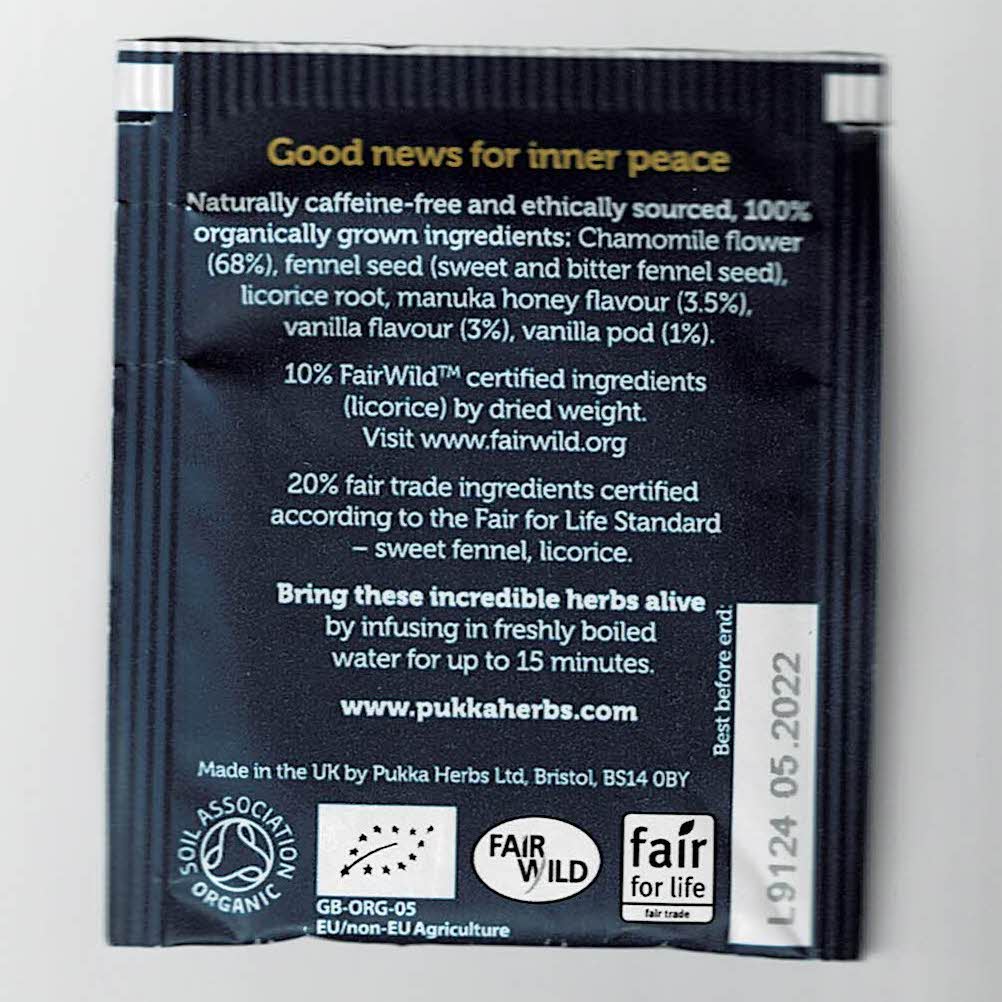 Good news for inner peace
Naturally caffeine-free and ethically sourced, 100%
organically grown ingredients: Chamomile flower
(68%), fennel seed (sweet and bitter fennel seed),
licorice root, manuka honey flavour (3.5%),
vanilla flavour (3%), vanilla pod (1%).
10% FairWild™ certified ingredients
(licorice) by dried weight.
Visit www.fairwild.org
20% fair trade ingredients certified
according to the Fair for Life Standard
– sweet fennel, licorice.
Bring these incredible herbs alive
by infusing in freshly boiled
water for up to 15 minutes.
www.pukkaherbs.com
Best before end:
L9124 05.2022
Made in the UK by Pukka Herbs Ltd, Bristol, BS14 0BY
SOIL ASSOCIATION
ORGANIC
GB-ORG-05
EU/non-EU Agriculture
FAIR
WILD
fair
for life
fair trade